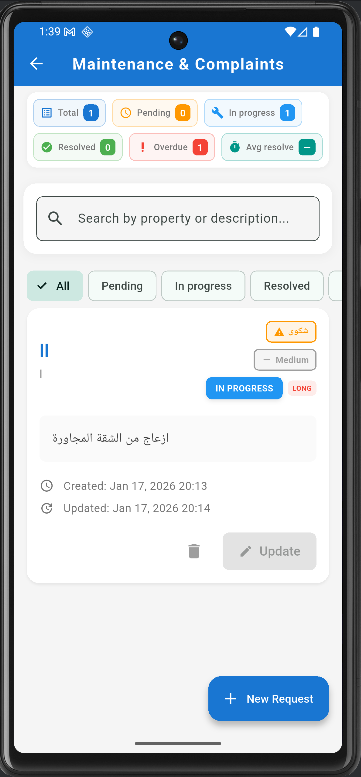 1:39
Maintenance & Complaints
Total 1 Pending 0 In progress 1
Resolved 0 Overdue 1 Avg resolve —
Search by property or description...
All Pending In progress Resolved
شكوى
Medium
IN PROGRESS LONG
ازعاج من الشقة المجاورة
Created: Jan 17, 2026 20:13
Updated: Jan 17, 2026 20:14
Update
New Request